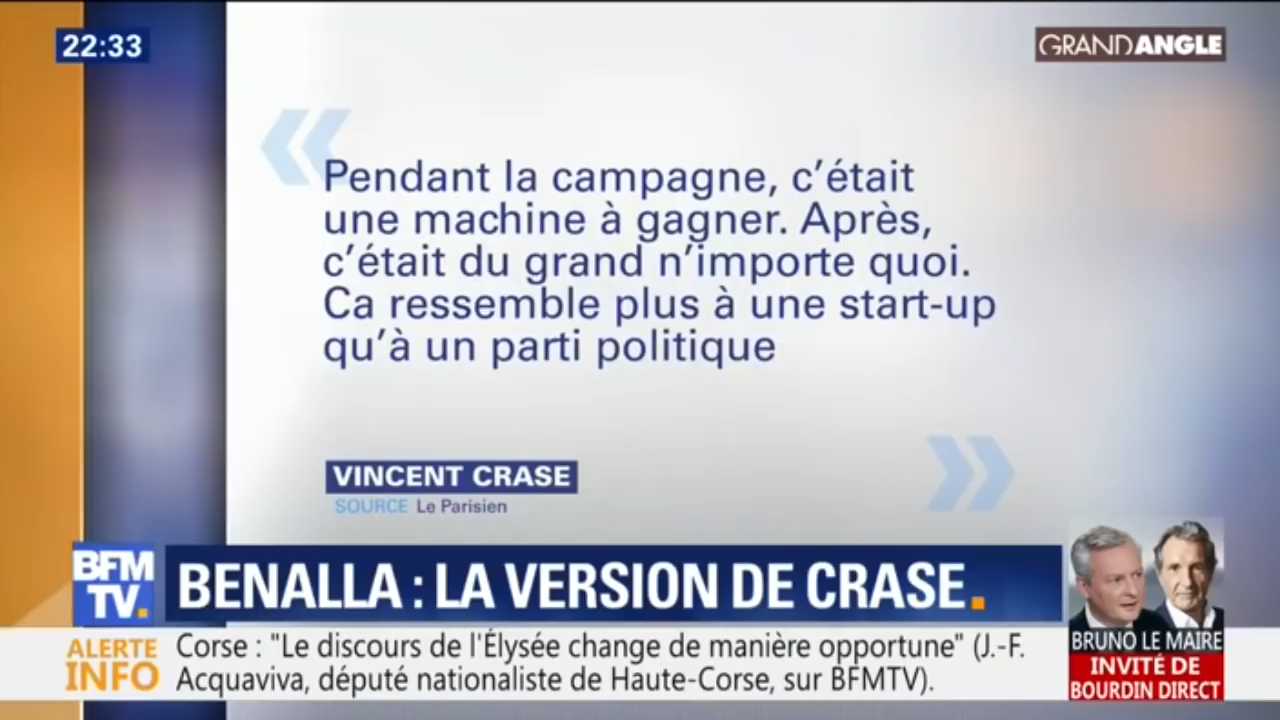 22:33
GRANDANGLE
Pendant la campagne, c'était
une machine à gagner. Après,
c'était du grand n'importe quoi.
Ca ressemble plus à une start-up
qu'à un parti politique
VINCENT CRASE
SOURCE Le Parisien
BFM
TV.
BENALLA : LA VERSION DE CRASE.
ALERTE
INFO
Corse : "Le discours de l'Élysée change de manière opportune" (J.-F.
Acquaviva, député nationaliste de Haute-Corse, sur BFMTV).
BRUNO LE MAIRE
INVITÉ DE
BOURDIN DIRECT